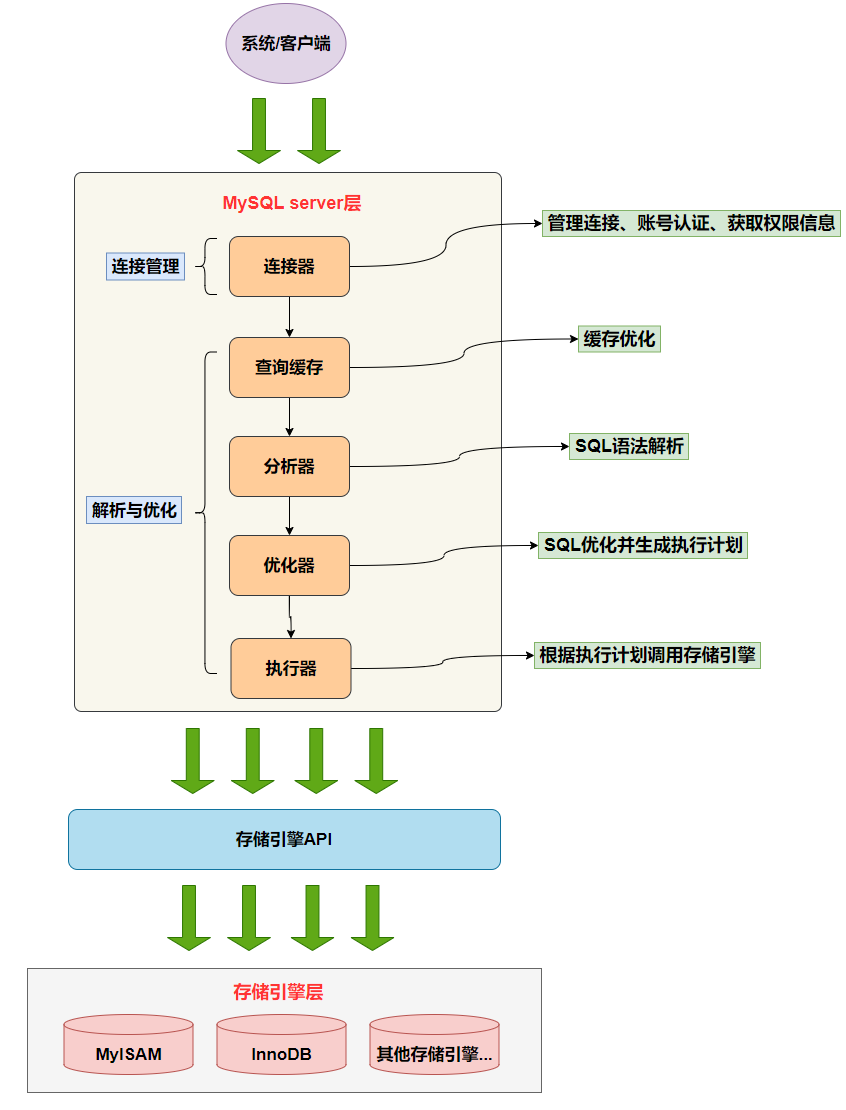 系统/客户端
MySQL server层
连接管理
连接器
管理连接、账号认证、获取权限信息
查询缓存
缓存优化
分析器
SQL语法解析
解析与优化
优化器
SQL优化并生成执行计划
执行器
根据执行计划调用存储引擎
存储引擎API
存储引擎层
MyISAM
InnoDB
其他存储引擎...